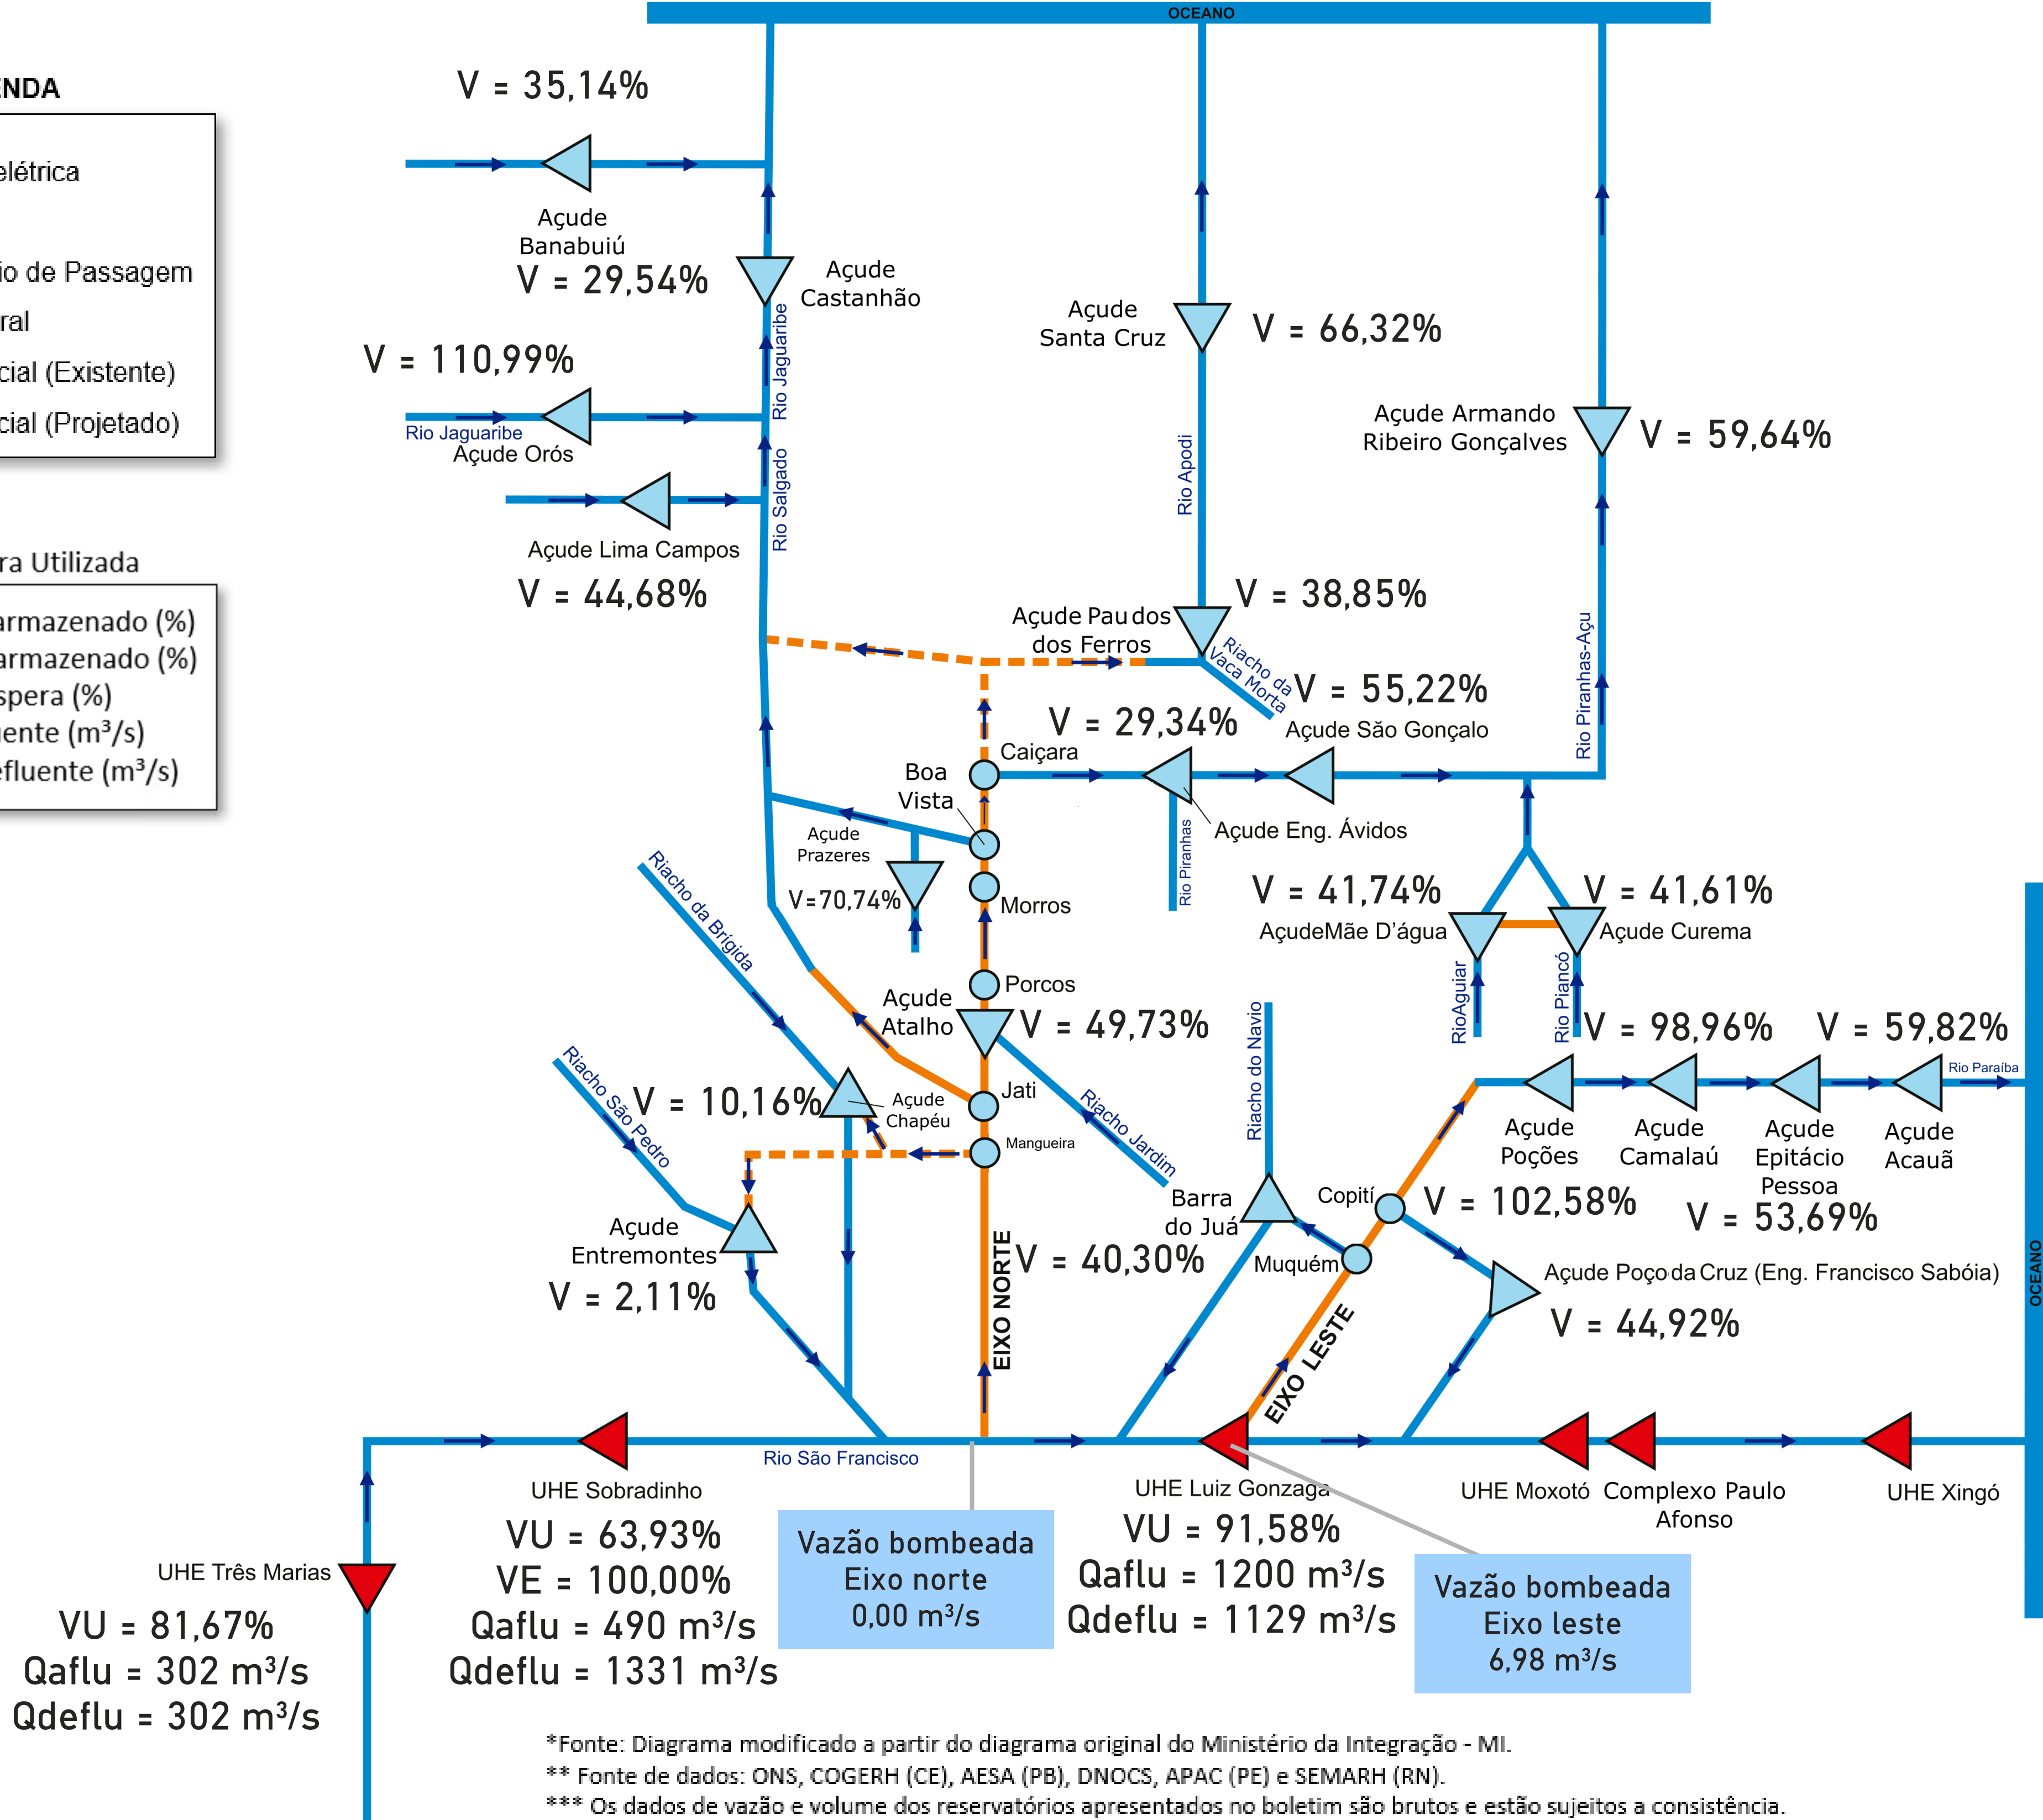 OCEANO
V = 35,14%
ENDA
elétrica
io de Passagem
ral
cial (Existente)
cial (Projetado)
Açude
Banabuiú
V = 29,54%
Açude
Castanhão
Rio Jaguaribe
V = 110,99%
Rio Jaguaribe
Açude Orós
Rio Salgado
Açude Lima Campos
V = 44,68%
Açude
Santa Cruz
V = 66,32%
Rio Apodi
Açude Armando
Ribeiro Gonçalves
V = 59,64%
Rio Piranhas-Açu
ra Utilizada
armazenado (%)
armazenado (%)
spera (%)
uente (m³/s)
efluente (m³/s)
Açude Pau dos
dos Ferros
V = 38,85%
Riacho da
Vaca Morta
V = 55,22%
Açude São Gonçalo
V = 29,34%
Caiçara
Boa
Vista
Açude Eng. Ávidos
Rio Piranhas
Açude
Prazeres
V=70,74%
Morros
Porcos
Riacho da Brígida
V = 41,74%
AçudeMãe D'água
V = 41,61%
Açude Curema
RioAguiar
Rio Piancó
Açude
Atalho
V = 49,73%
Riacho do Navio
V = 98,96%
V = 59,82%
Rio Paraíba
Riacho São Pedro
V = 10,16%
Açude
Chapéu
Jati
Mangueira
Riacho Jardim
Açude
Poções
Açude
Camalaú
Açude
Epitácio
Pessoa
Açude
Acauã
V = 102,58%
V = 53,69%
Barra
do Juá
Copití
Muquém
Açude
Entremontes
V = 2,11%
EIXO NORTE
V = 40,30%
EIXO LESTE
Açude Poço da Cruz (Eng. Francisco Sabóia)
V = 44,92%
OCEANO
Rio São Francisco
UHE Sobradinho
VU = 63,93%
VE = 100,00%
Qaflu = 490 m³/s
Qdeflu = 1331 m³/s
Vazão bombeada
Eixo norte
0,00 m³/s
UHE Luiz Gonzaga
VU = 91,58%
Qaflu = 1200 m³/s
Qdeflu = 1129 m³/s
Vazão bombeada
Eixo leste
6,98 m³/s
UHE Moxotó
Complexo Paulo
Afonso
UHE Xingó
UHE Três Marias
VU = 81,67%
Qaflu = 302 m³/s
Qdeflu = 302 m³/s
*Fonte: Diagrama modificado a partir do diagrama original do Ministério da Integração - MI.
** Fonte de dados: ONS, COGERH (CE), AESA (PB), DNOCS, APAC (PE) e SEMARH (RN).
*** Os dados de vazão e volume dos reservatórios apresentados no boletim são brutos e estão sujeitos a consistência.